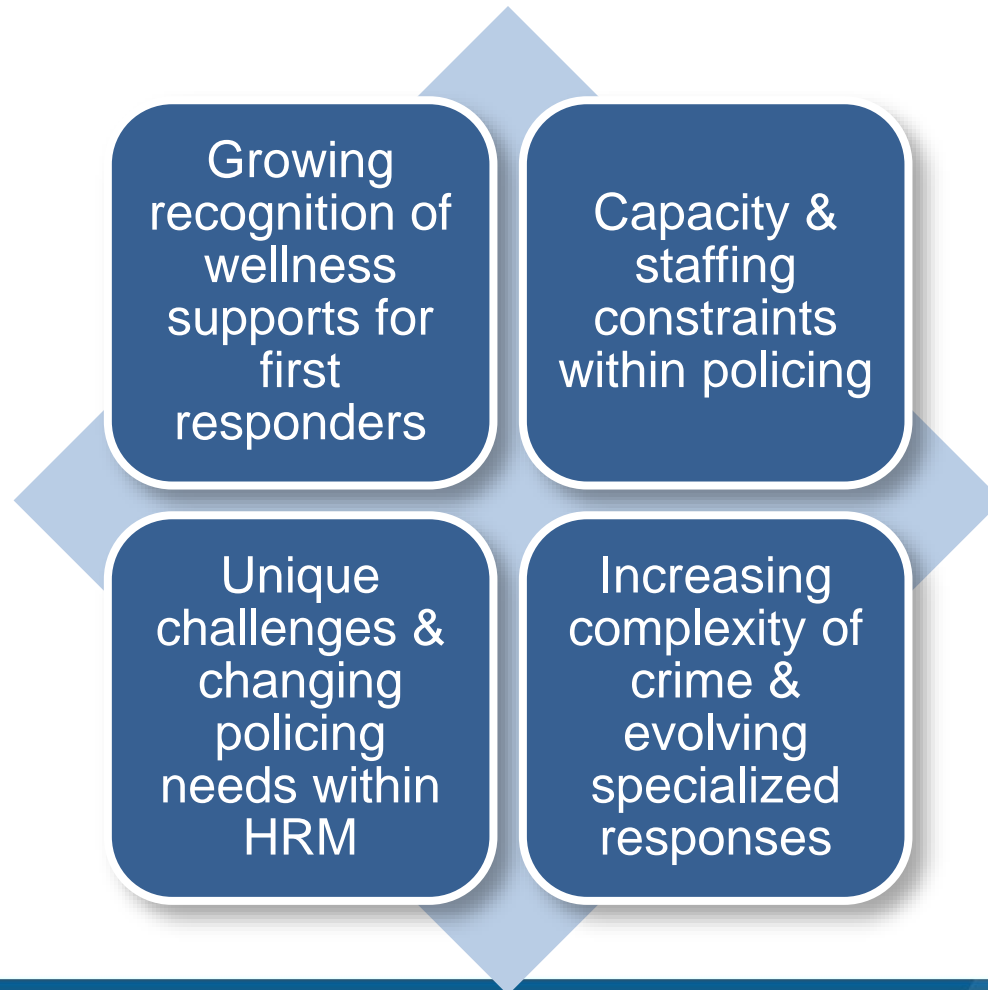 Growing
recognition of
wellness
supports for
first
responders
Capacity &
staffing
constraints
within policing
Unique
challenges &
changing
policing
needs within
HRM
Increasing
complexity of
crime &
evolving
specialized
responses